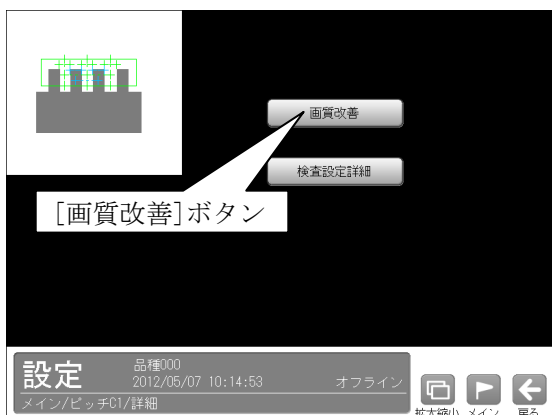 画質改善
検査設定詳細
[画質改善]ボタン
設定
品種000
2012/05/07 10:14:53
オフライン
メイン/ピッチC1/詳細
拡大縮小 メイン 戻る